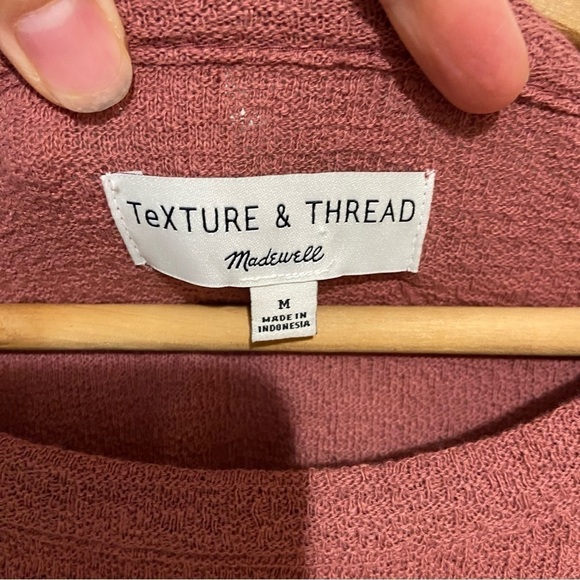 TeXTURE & THREAD
Madewell
M
MADE IN
INDONESIA